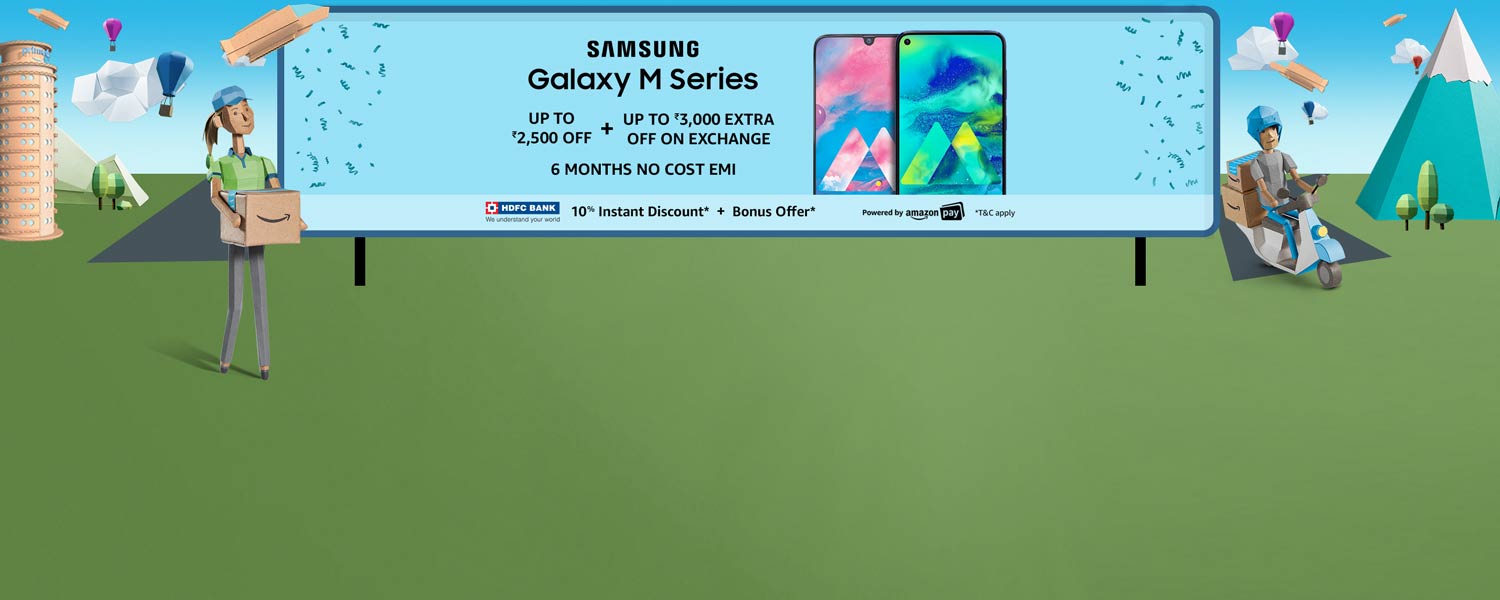 SAMSUNG
Galaxy M Series
UP TO
₹2,500 OFF
+
UP TO ₹3,000 EXTRA
OFF ON EXCHANGE
6 MONTHS NO COST EMI
HDFC BANK
We understand your world
10% Instant Discount* + Bonus Offer*
Powered by amazon pay
*T&C apply